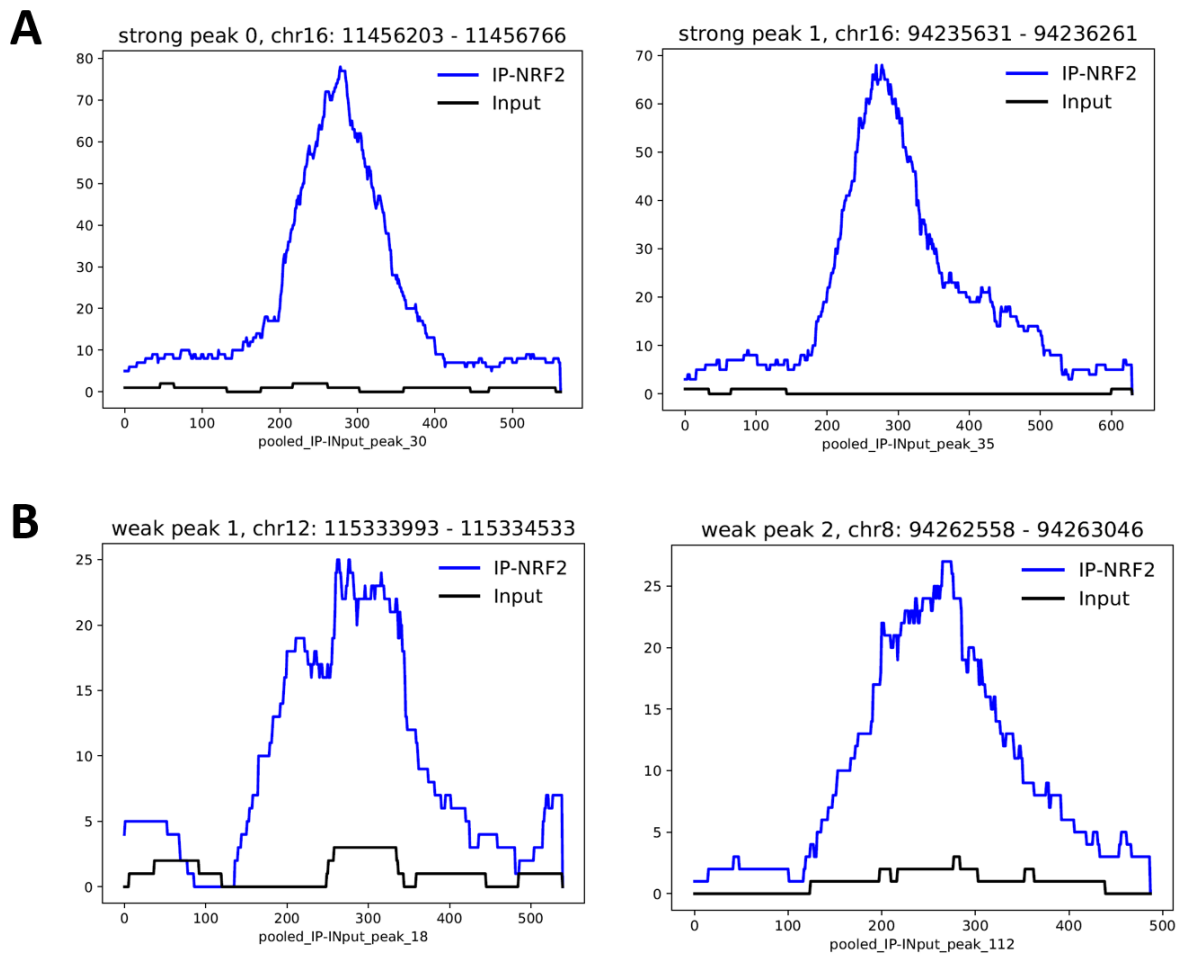 A
strong peak 0, chr16: 11456203 - 11456766
80
70
60
50
40
30
20
10
0
IP-NRF2
Input
0 100 200 300 400 500
pooled_IP-INput_peak_30
strong peak 1, chr16: 94235631 - 94236261
70
60
50
40
30
20
10
0
IP-NRF2
Input
0 100 200 300 400 500 600
pooled_IP-INput_peak_35
B
weak peak 1, chr12: 115333993 - 115334533
25
20
15
10
5
0
IP-NRF2
Input
0 100 200 300 400 500
pooled_IP-INput_peak_18
weak peak 2, chr8: 94262558 - 94263046
25
20
15
10
5
0
IP-NRF2
Input
0 100 200 300 400 500
pooled_IP-INput_peak_112